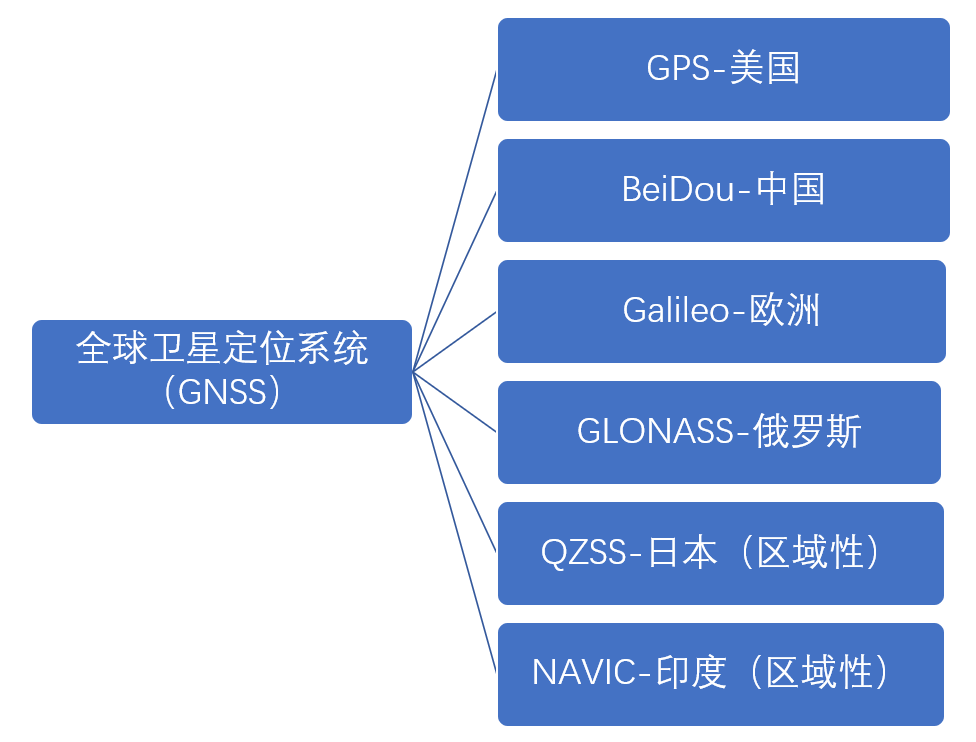 GPS-美国
BeiDou-中国
Galileo-欧洲
全球卫星定位系统
（GNSS）
GLONASS-俄罗斯
QZSS-日本（区域性）
NAVIC-印度（区域性）